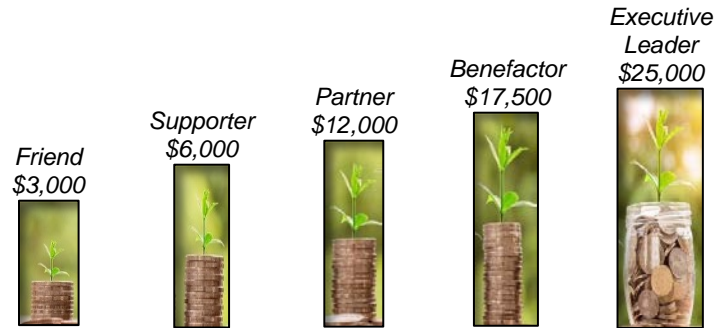 Friend
$3,000
Supporter
$6,000
Partner
$12,000
Benefactor
$17,500
Executive
Leader
$25,000